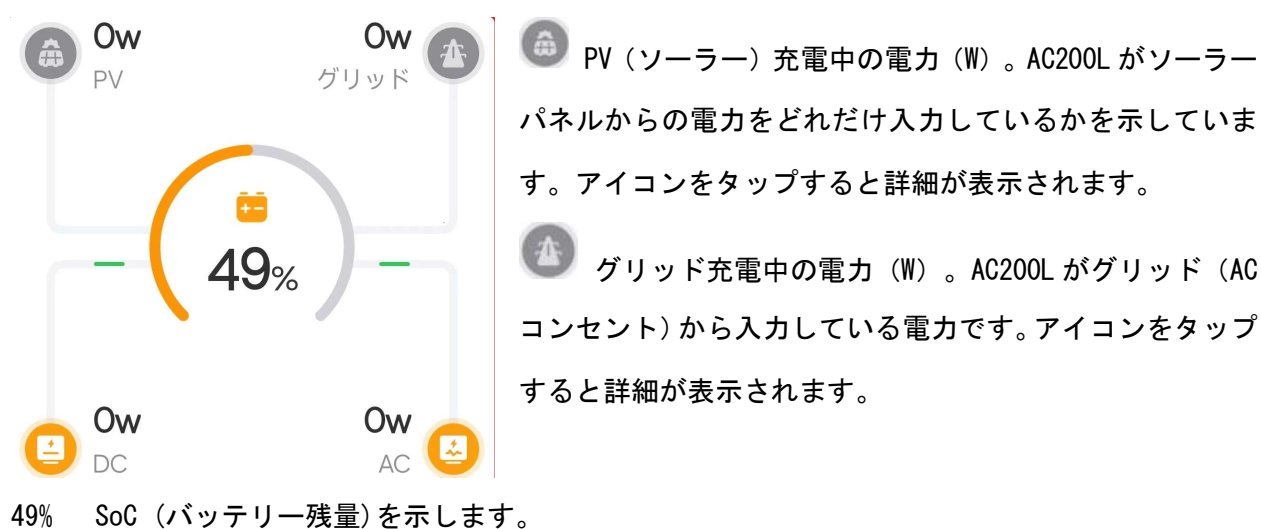 0w
PV
0w
グリッド
49%
0w
DC
0w
AC
PV（ソーラー）充電中の電力（W）。AC200L がソーラー
パネルからの電力をどれだけ入力しているかを示していま
す。アイコンをタップすると詳細が表示されます。
グリッド充電中の電力（W）。AC200L がグリッド（AC
コンセント）から入力している電力です。アイコンをタップ
すると詳細が表示されます。
49% SoC（バッテリー残量）を示します。